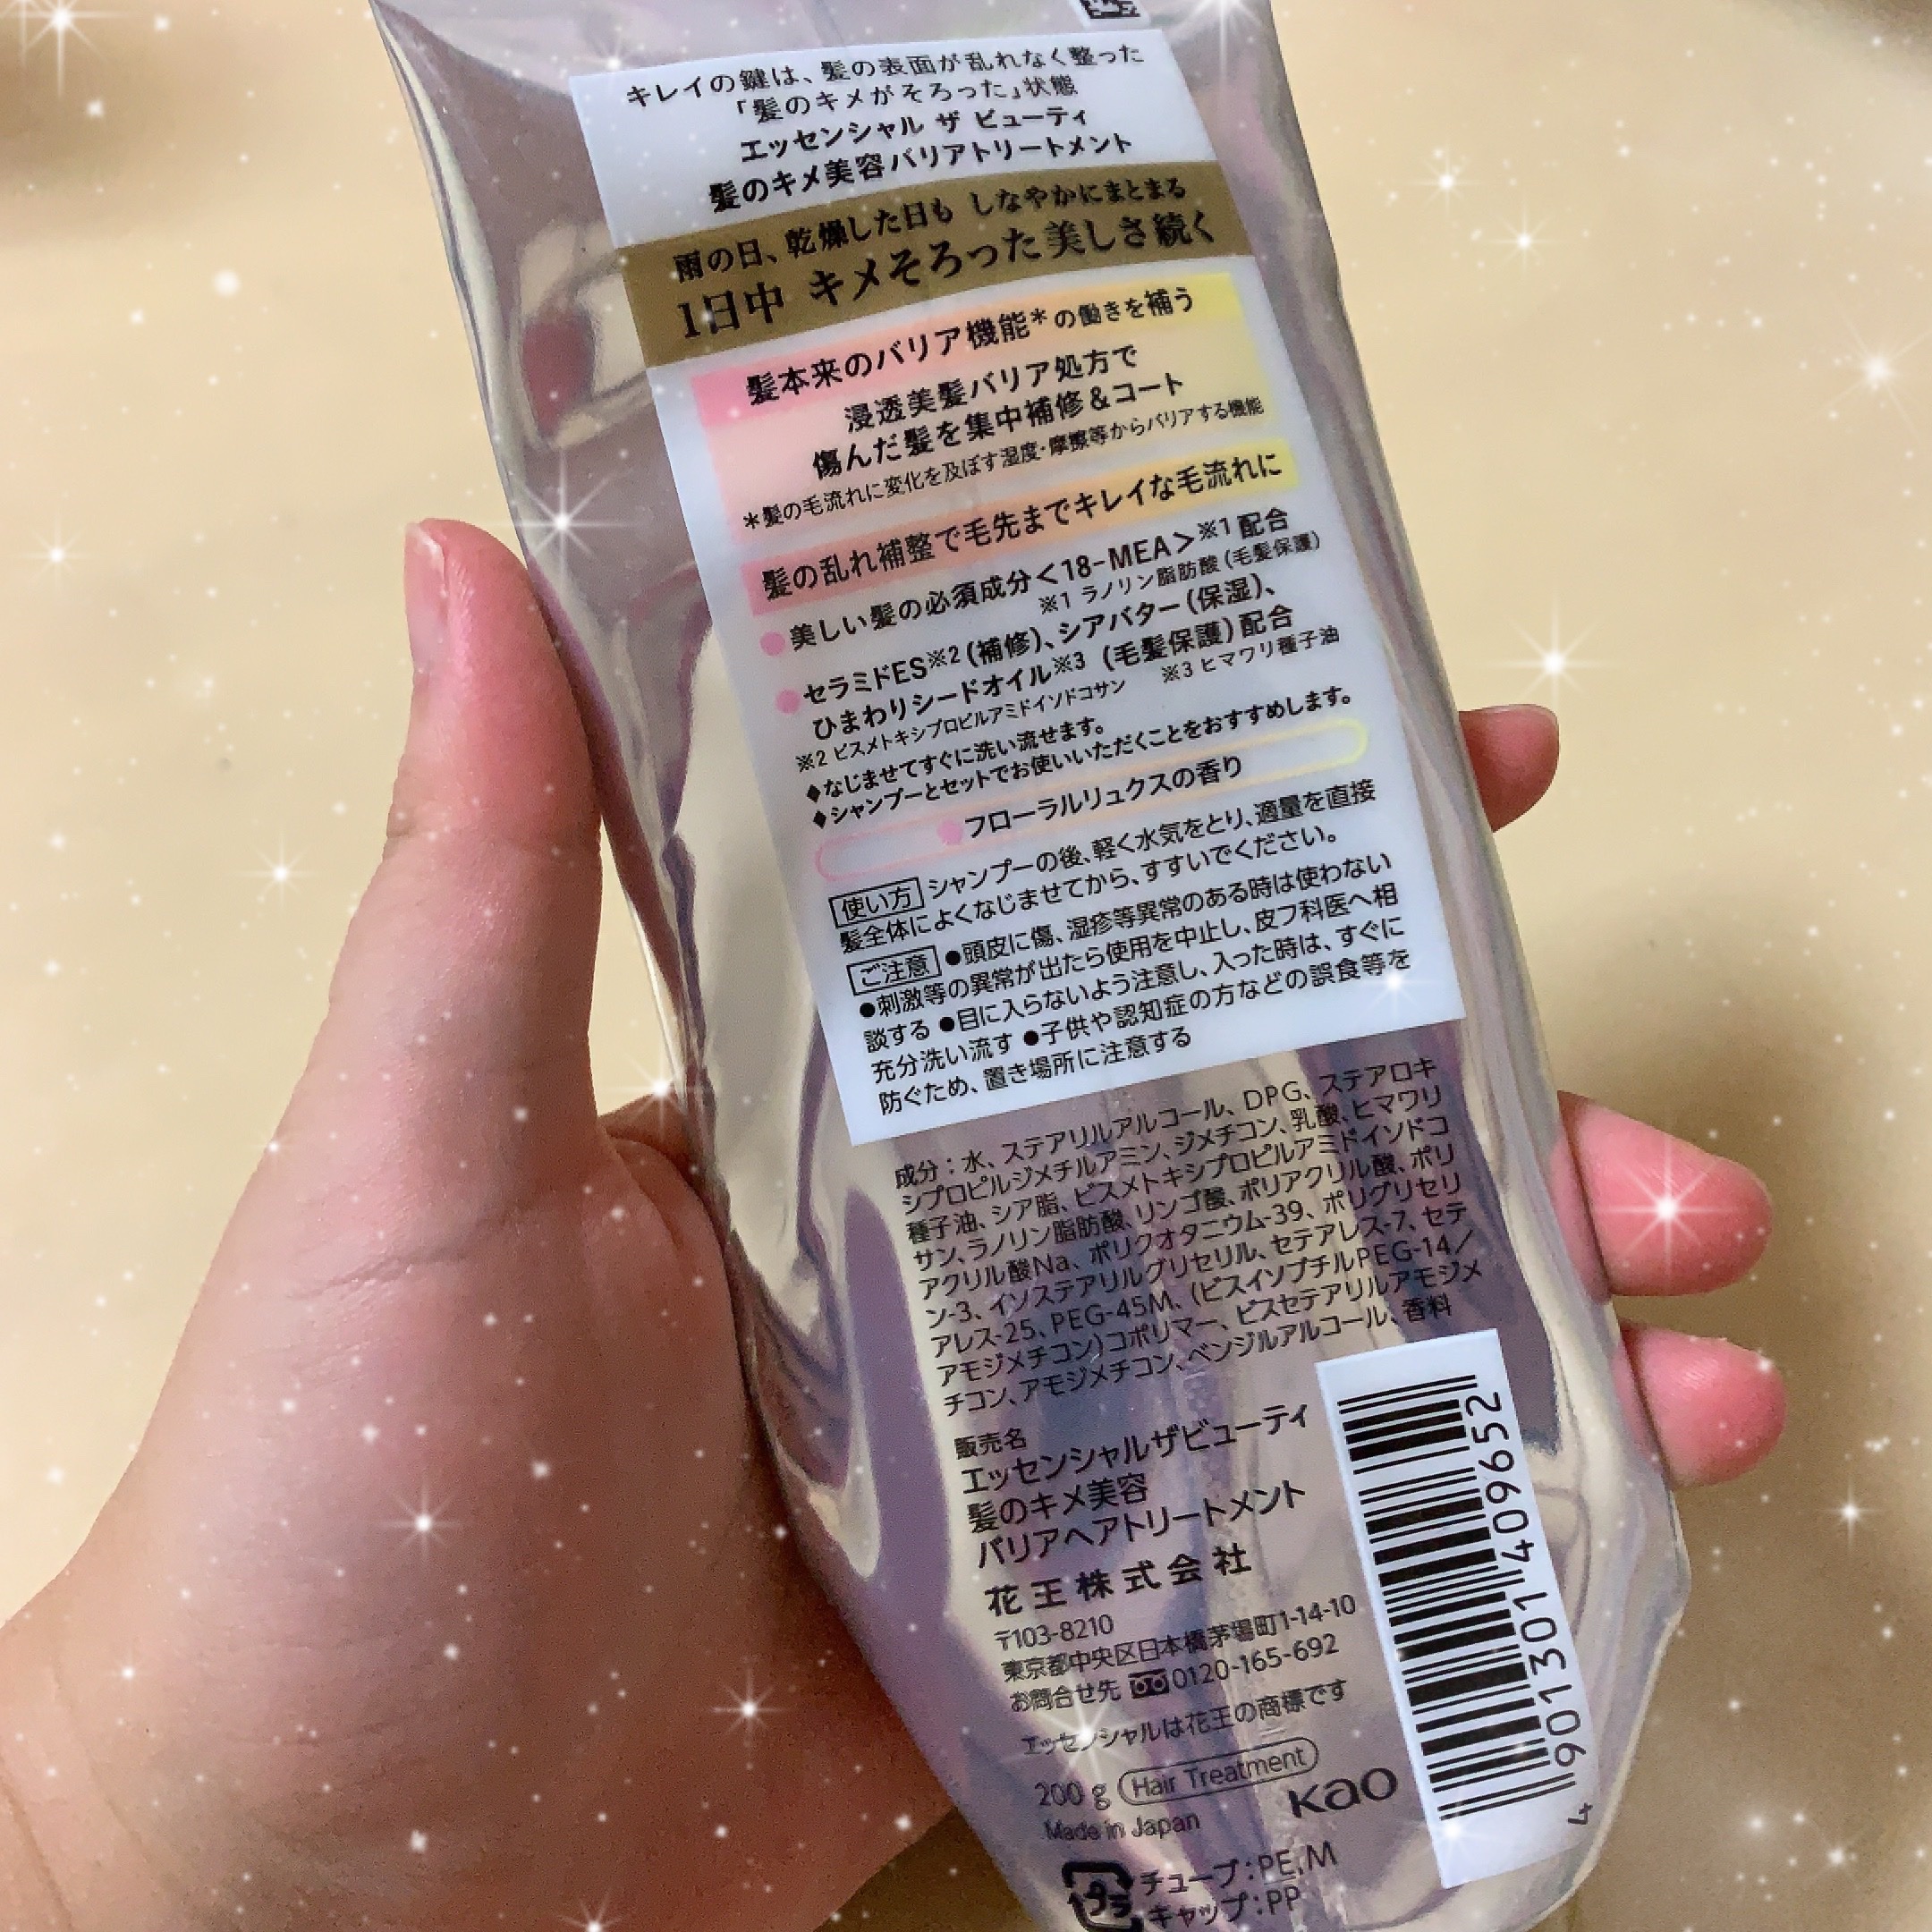 キレイの鍵は、髪の表面が乱れなく整った
「髪のキメがそろった」状態
エッセンシャル ザ ビューティ
髪のキメ美容バリアトリートメント
雨の日、乾燥した日も しなやかにまとまる
1日中 キメそろった美しさ続く
髪本来のバリア機能*の働きを補う
浸透美髪バリア処方で
傷んだ髪を集中補修&コート
*髪の毛流れに変化を及ぼす湿度・摩擦等からバリアする機能
髪の乱れ補整で毛先までキレイな毛流れに
●美しい髪の必須成分<18-MEA>※1配合
※1 ラノリン脂肪酸(毛髪保護)
●セラミドES※2(補修)、シアバター(保湿)、
ひまわりシードオイル※3 (毛髪保護)配合
※2 ビスメトキシプロピルアミドイソドコサン ※3 ヒマワリ種子油
◆なじませてすぐに洗い流せます。
◆シャンプーとセットでお使いいただくことをおすすめします。
●フローラルリュクスの香り
使い方 シャンプーの後、軽く水気をとり、適量を直接
髪全体によくなじませてから、すすいでください。
ご注意 ●頭皮に傷、湿疹等異常のある時は使わない
●刺激等の異常が出たら使用を中止し、皮フ科医へ相
談する ●目に入らないよう注意し、入った時は、すぐに
充分洗い流す ●子供や認知症の方などの誤食等を
防ぐため、置き場所に注意する
成分：水、ステアリルアルコール、DPG、ステアロキ
シプロピルジメチルアミン、ジメチコン、乳酸、ヒマワリ
種子油、シア脂、ビスメトキシプロピルアミドイソドコ
サン、ラノリン脂肪酸、リンゴ酸、ポリアクリル酸、ポリ
アクリル酸Na、ポリクオタニウム-39、ポリグリセリ
ン-3、イソステアリルグリセリル、セテアレス-7、セテ
アレス-25、PEG-45M、(ビスイソブチルPEG-14/
アモジメチコン)コポリマー、ビスセテアリルアモジメ
チコン、アモジメチコン、ベンジルアルコール、香料
販売名
エッセンシャルザビューティ
髪のキメ美容
バリアヘアトリートメント
花王株式会社
〒103-8210
東京都中央区日本橋茅場町1-14-10
お問合せ先 0120-165-692
エッセンシャルは花王の商標です
200g Hair Treatment
Made in Japan
Kao
プラ
チューブ：PE,M
キャップ：PP
4 901301 409652